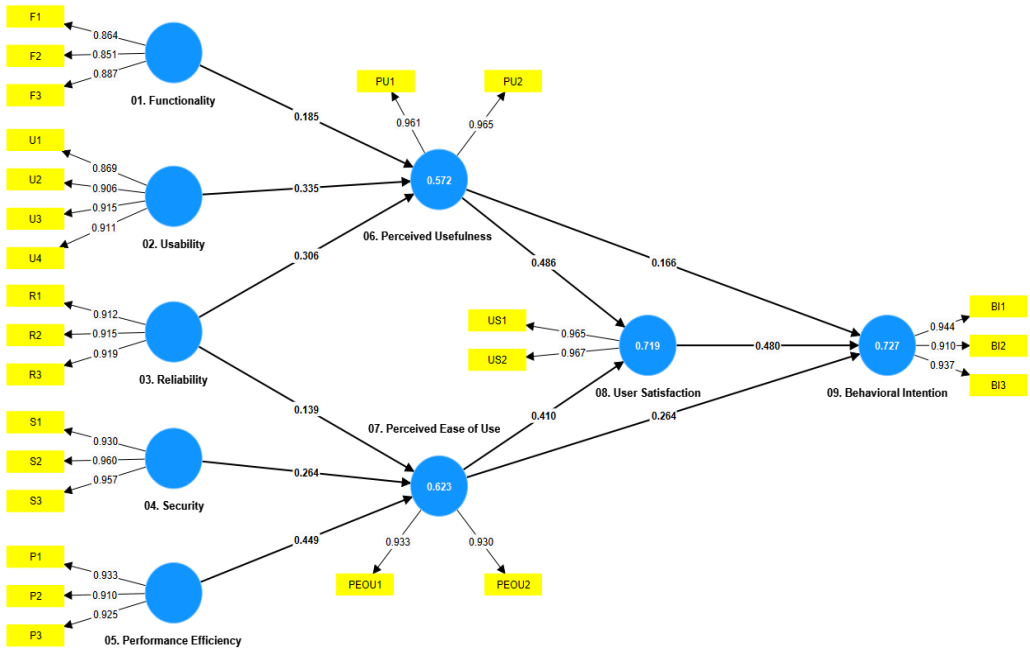 F1
0.864
F2
0.851
0.887
F3
01. Functionality
0.185
PU1
PU2
0.961
0.965
U1
0.869
U2
0.906
U3
0.915
0.911
U4
02. Usability
0.335
0.572
06. Perceived Usefulness
0.306
0.486
0.166
R1
0.912
R2
0.915
0.919
R3
03. Reliability
0.139
US1
0.965
US2
0.967
0.719
08. User Satisfaction
0.480
0.727
09. Behavioral Intention
BI1
0.944
BI2
0.910
0.937
BI3
07. Perceived Ease of Use
0.410
0.264
S1
0.930
S2
0.960
0.957
S3
04. Security
0.264
0.623
0.449
0.933
0.930
PEOU1
PEOU2
P1
0.933
P2
0.910
0.925
P3
05. Performance Efficiency